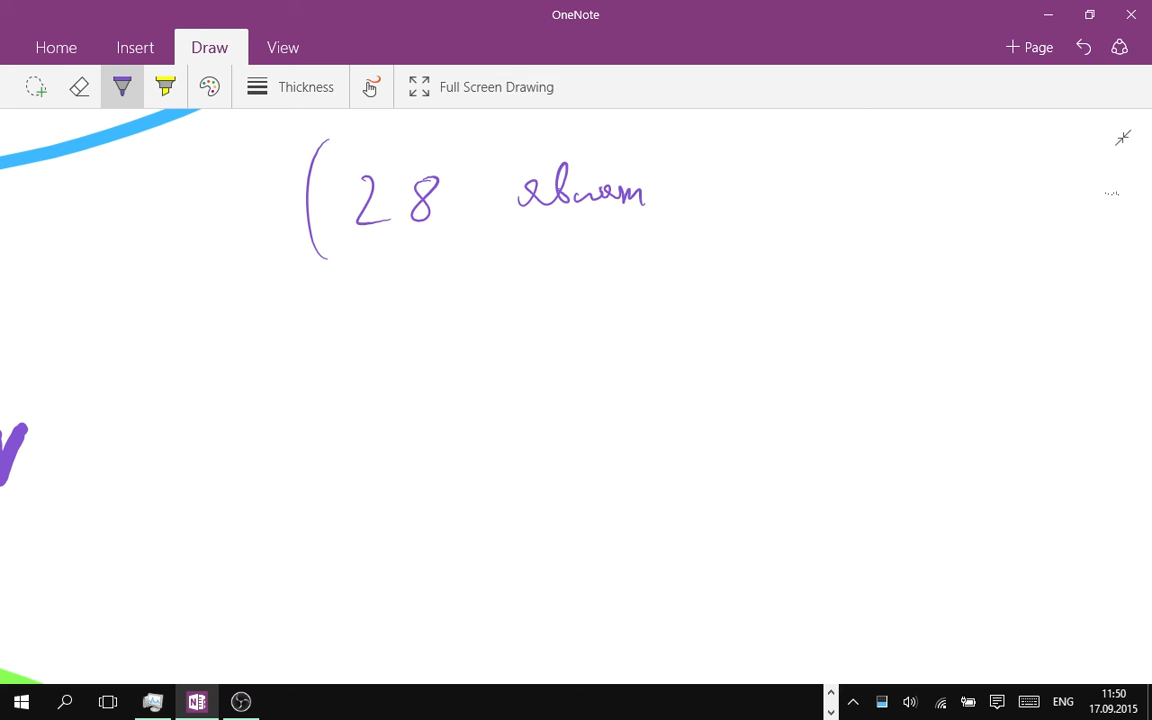 OneNote
Home Insert Draw View Page
Thickness Full Screen Drawing
( 28
ENG 11:50
17.09.2015